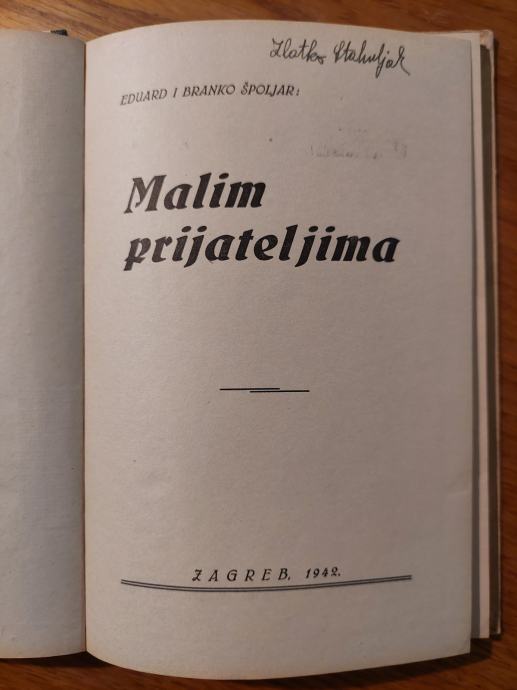 Zlatko Stahuljak
EDUARD I BRANKO ŠPOLJAR:
Malim
prijateljima
ZAGREB, 1942.